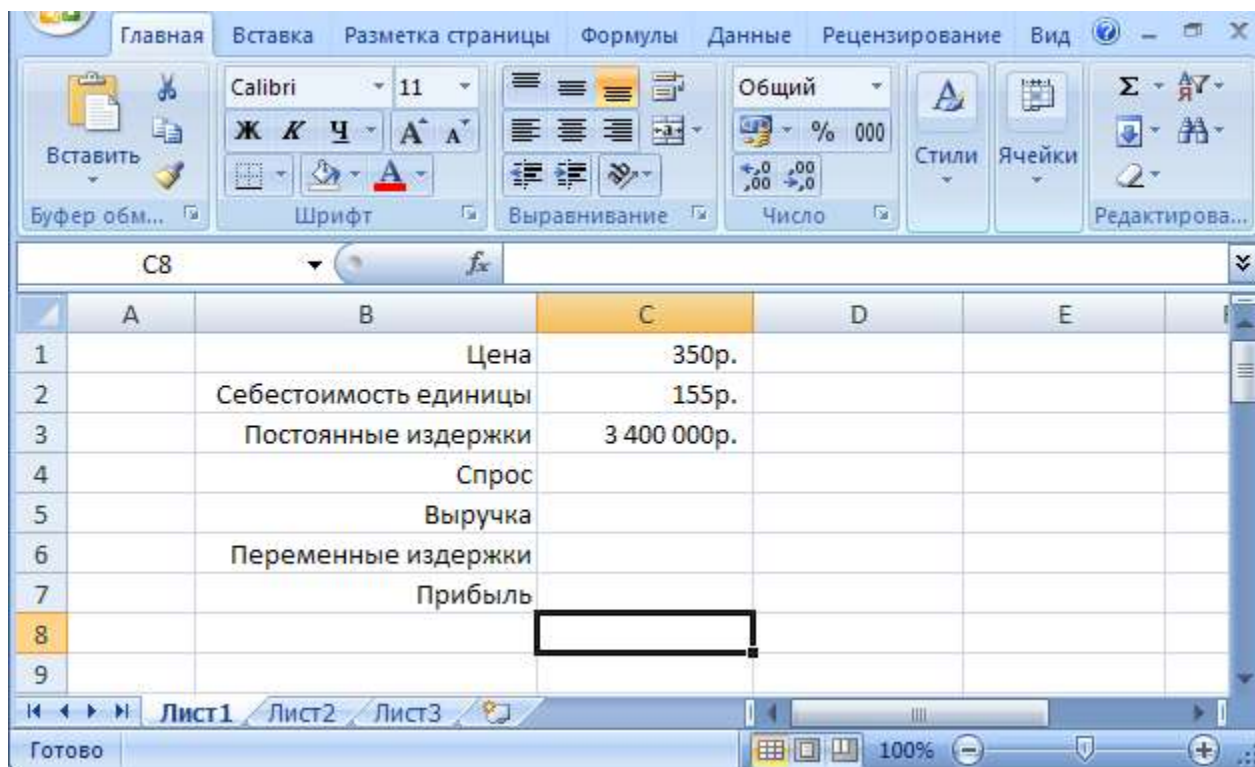 Главная Вставка Разметка страницы Формулы Данные Рецензирование Вид
Calibri 11 Общий
Ж К Ч А А % 000
Вставить Стили Ячейки
Буфер обм... Шрифт Выравнивание Число Редактирова...
C8 fx
A B C D E
1 Цена 350р.
2 Себестоимость единицы 155р.
3 Постоянные издержки 3 400 000р.
4 Спрос
5 Выручка
6 Переменные издержки
7 Прибыль
8
9
Лист1 Лист2 Лист3
Готово 100%